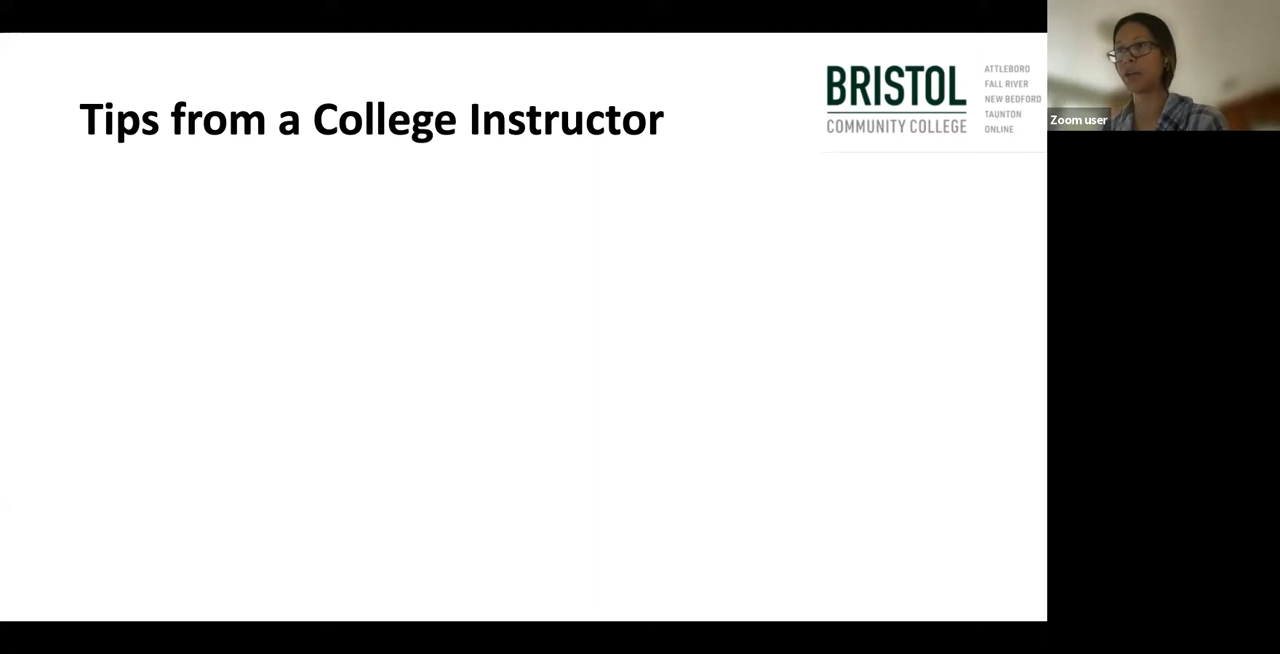 Tips from a College Instructor
BRISTOL
COMMUNITY COLLEGE
ATTLEBORO
FALL RIVER
NEW BEDFORD
TAUNTON
ONLINE
Zoom user